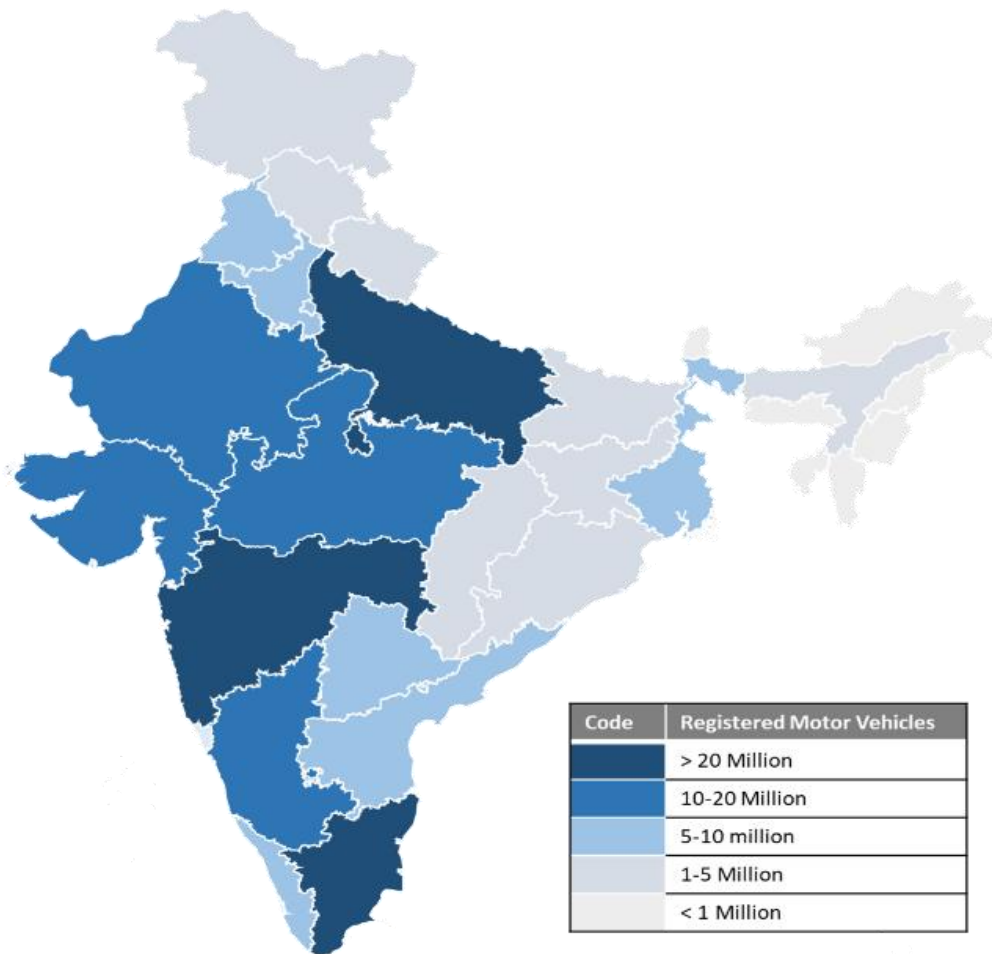 Code Registered Motor Vehicles
> 20 Million
10-20 Million
5-10 million
1-5 Million
< 1 Million